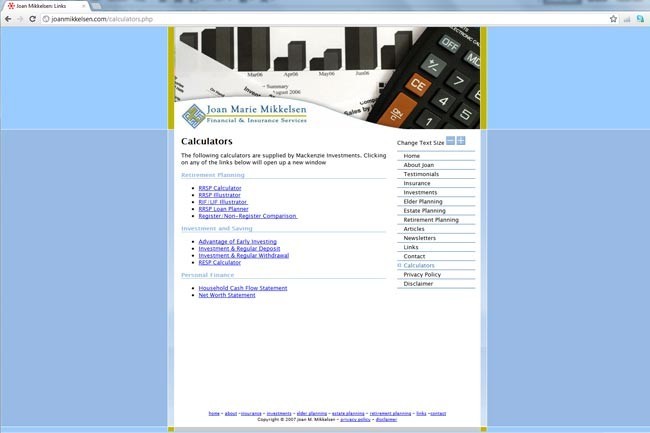 Joan Mikkelsen: Links
joanmikkelsen.com/calculators.php
Mar06
Apr06
May06
Jun06
Summary
August 2006
Sales by
OFF
CE
ON
7
4
5
Joan Marie Mikkelsen
Financial & Insurance Services
Calculators
The following calculators are supplied by Mackenzie Investments. Clicking
on any of the links below will open up a new window
Retirement Planning
RRSP Calculator
RRSP Illustrator
RIF/LIF Illustrator
RRSP Loan Planner
Register/Non-Register Comparison
Investment and Saving
Advantage of Early Investing
Investment & Regular Deposit
Investment & Regular Withdrawal
RESP Calculator
Personal Finance
Household Cash Flow Statement
Net Worth Statement
Change Text Size
Home
About Joan
Testimonials
Insurance
Investments
Elder Planning
Estate Planning
Retirement Planning
Articles
Newsletters
Links
Contact
Calculators
Privacy Policy
Disclaimer
home ~ about ~insurance ~ investments ~ elder planning ~ estate planning ~ retirement planning ~ links ~contact
Copyright © 2007 Joan M. Mikkelsen ~ privacy policy ~ disclaimer